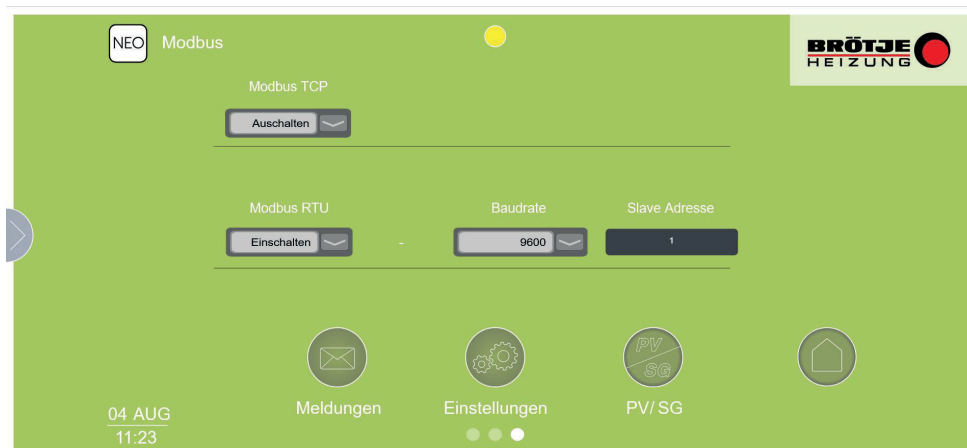 NEO Modbus
BRÖTJE
HEIZUNG
Modbus TCP
Auschalten
Modbus RTU Baudrate Slave Adresse
Einschalten - 9600 1
PV
SG
Meldungen Einstellungen PV/ SG
04 AUG
11:23